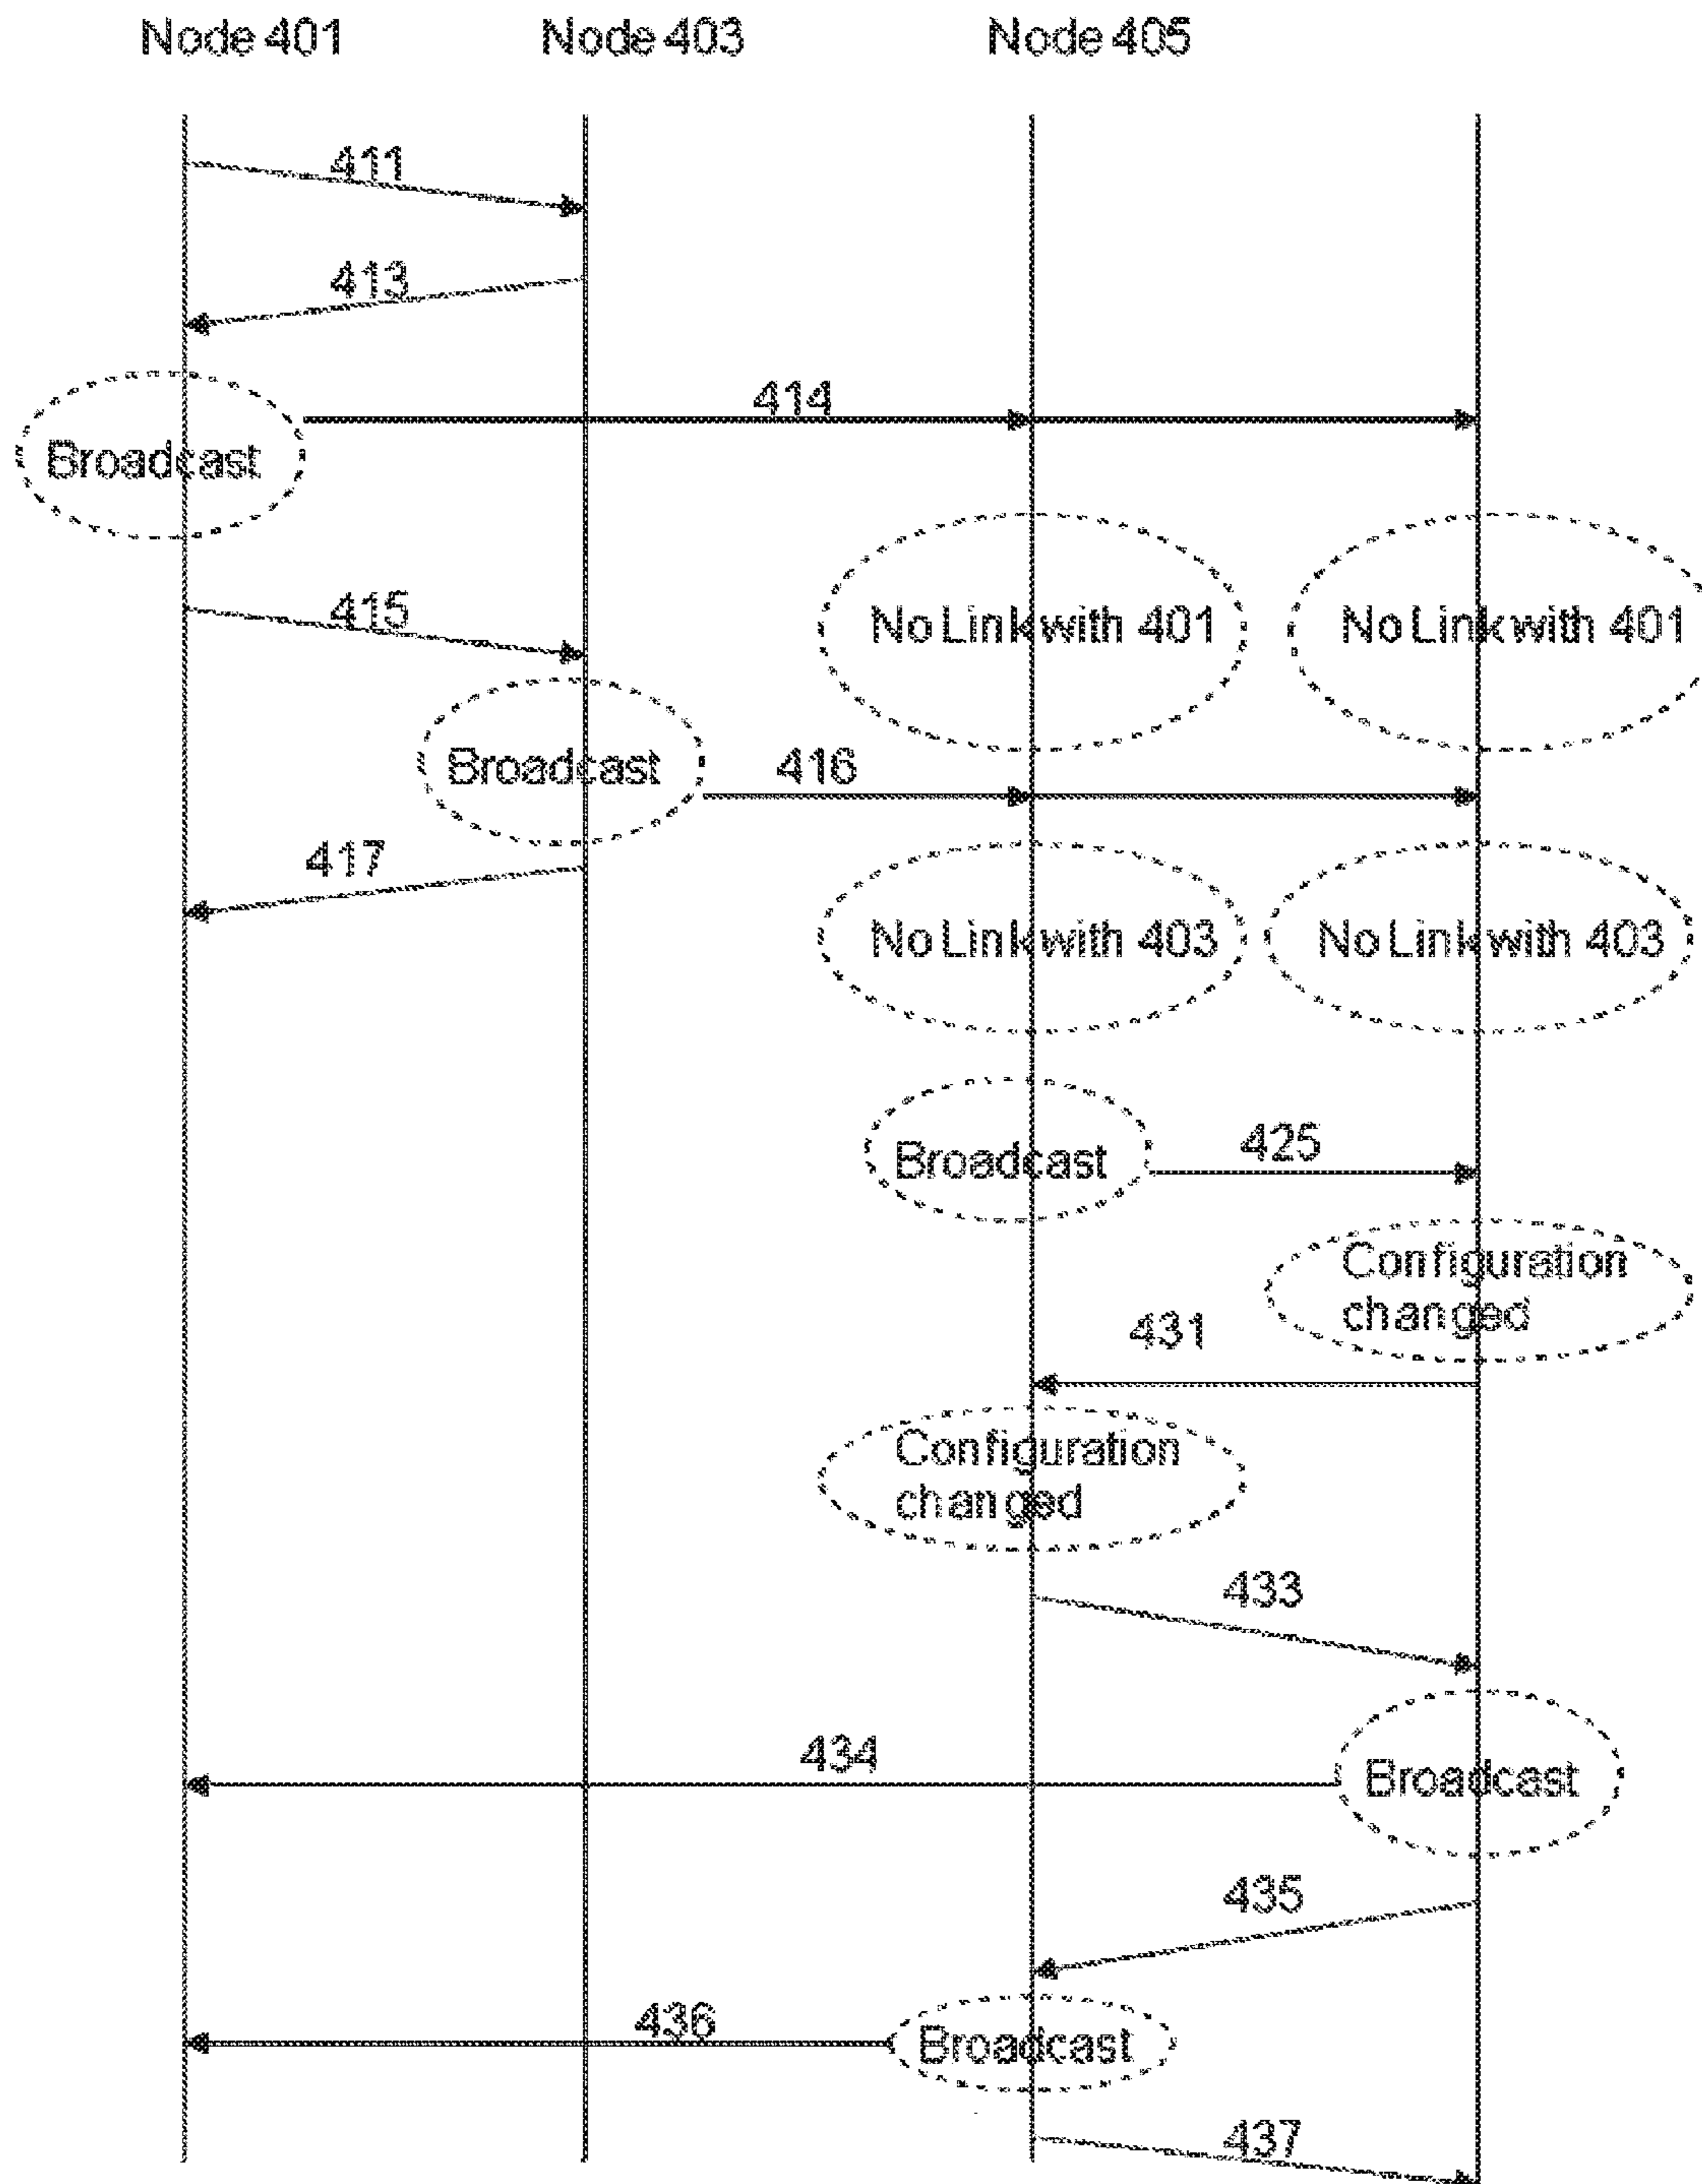 Node 401 Node 403 Node 405
411
413
414
Broadcast
415
No Link with 401 No Link with 401
Broadcast
416
417
No Link with 403 No Link with 403
Broadcast
425
Configuration
changed
431
Configuration
changed
433
434
Broadcast
435
436
Broadcast
437